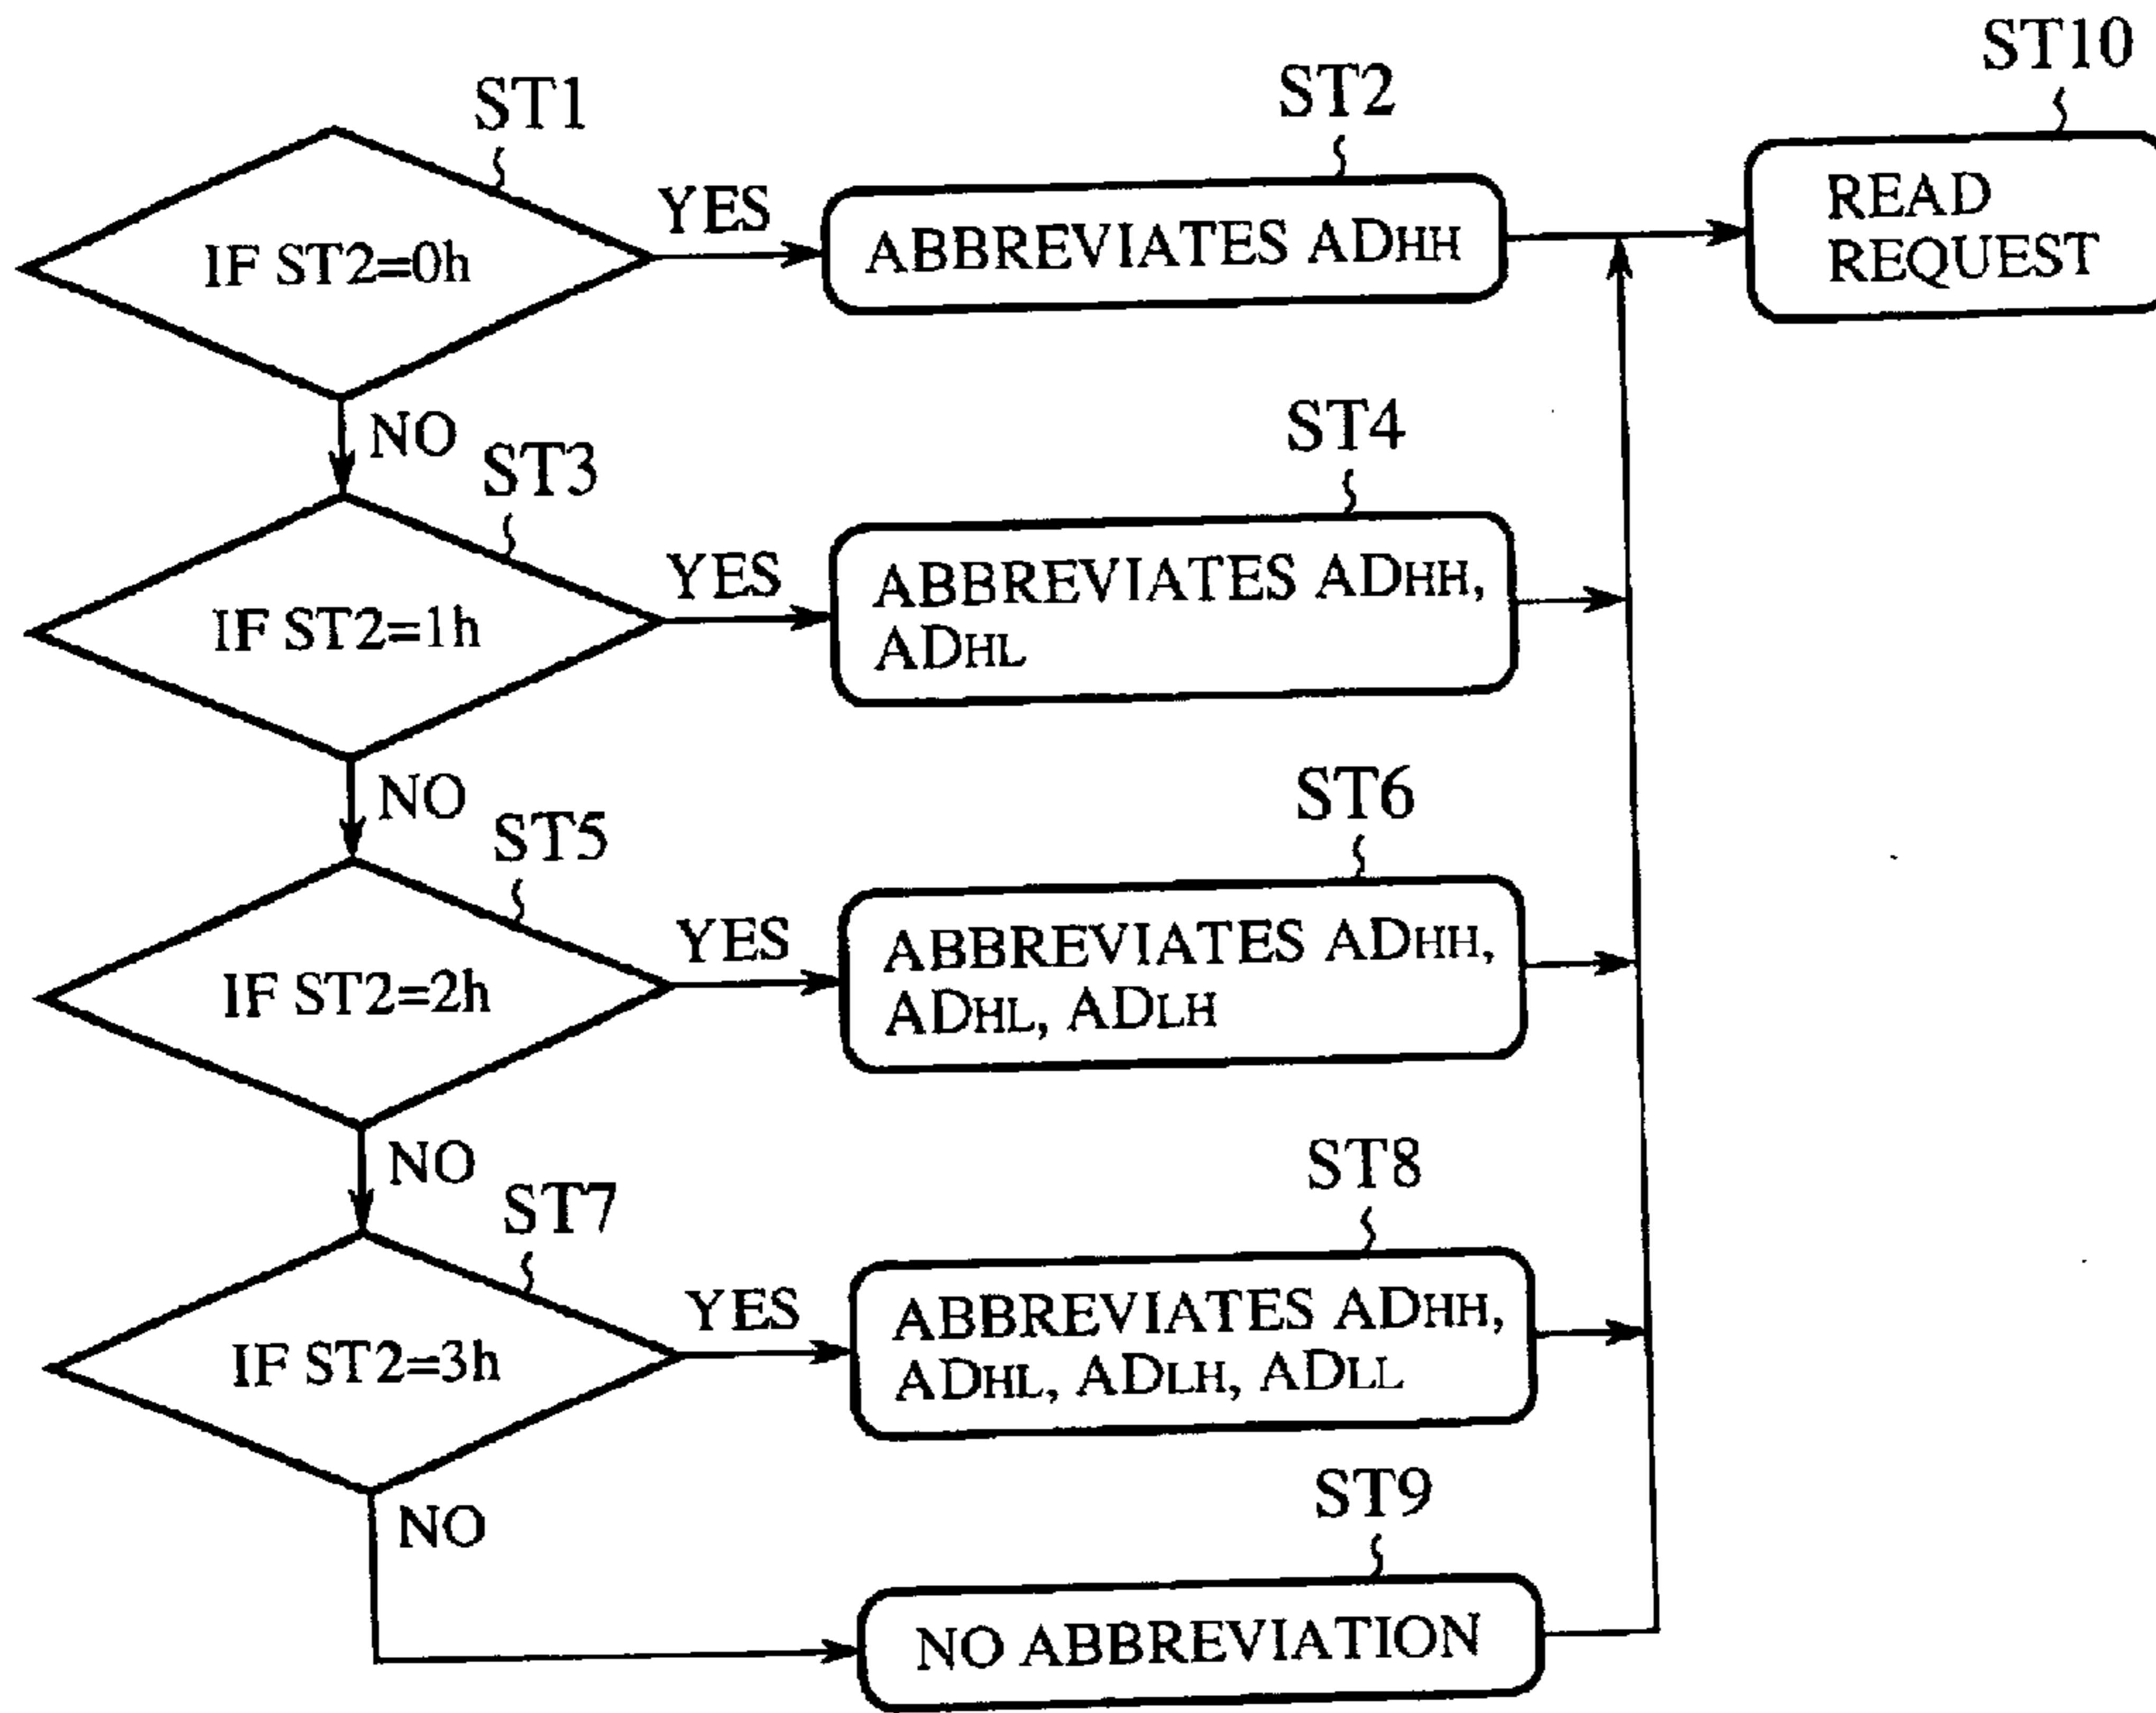 ST10
ST1
ST2
YES
READ
REQUEST
IF ST2=0h
ABBREVIATES ADHH
NO
ST4
ST3
YES
ABBREVIATES ADHH,
ADHL
IF ST2=1h
NO
ST6
ST5
YES
ABBREVIATES ADHH,
ADHL, ADLH
IF ST2=2h
NO
ST8
ST7
YES
ABBREVIATES ADHH,
ADHL, ADLH, ADLL
IF ST2=3h
NO
ST9
NO ABBREVIATION